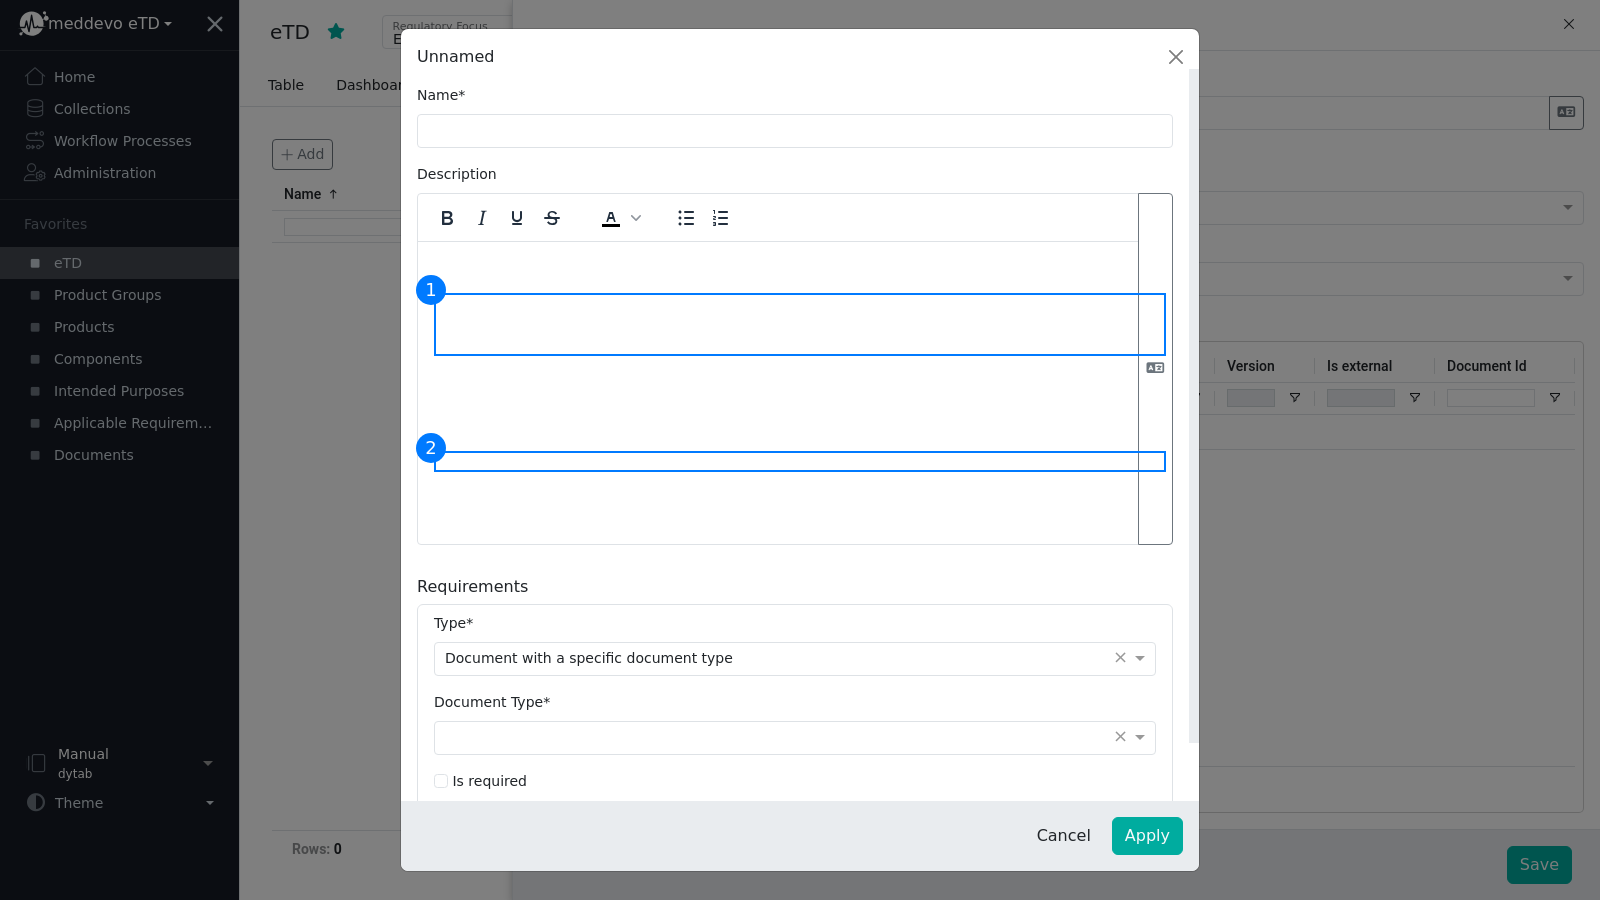 meddevo eTD
Home
Collections
Workflow Processes
Administration
Favorites
eTD
Product Groups
Products
Components
Intended Purposes
Applicable Requirem...
Documents
Manual
dytab
Theme
eTD
Regulatory Focus
E
Table
Dashboar
Add
Name
Rows: 0
Unnamed
Name*
Description
B I U S A
1
2
Requirements
Type*
Document with a specific document type
Document Type*
Is required
Cancel Apply
Version Is external Document Id
Save